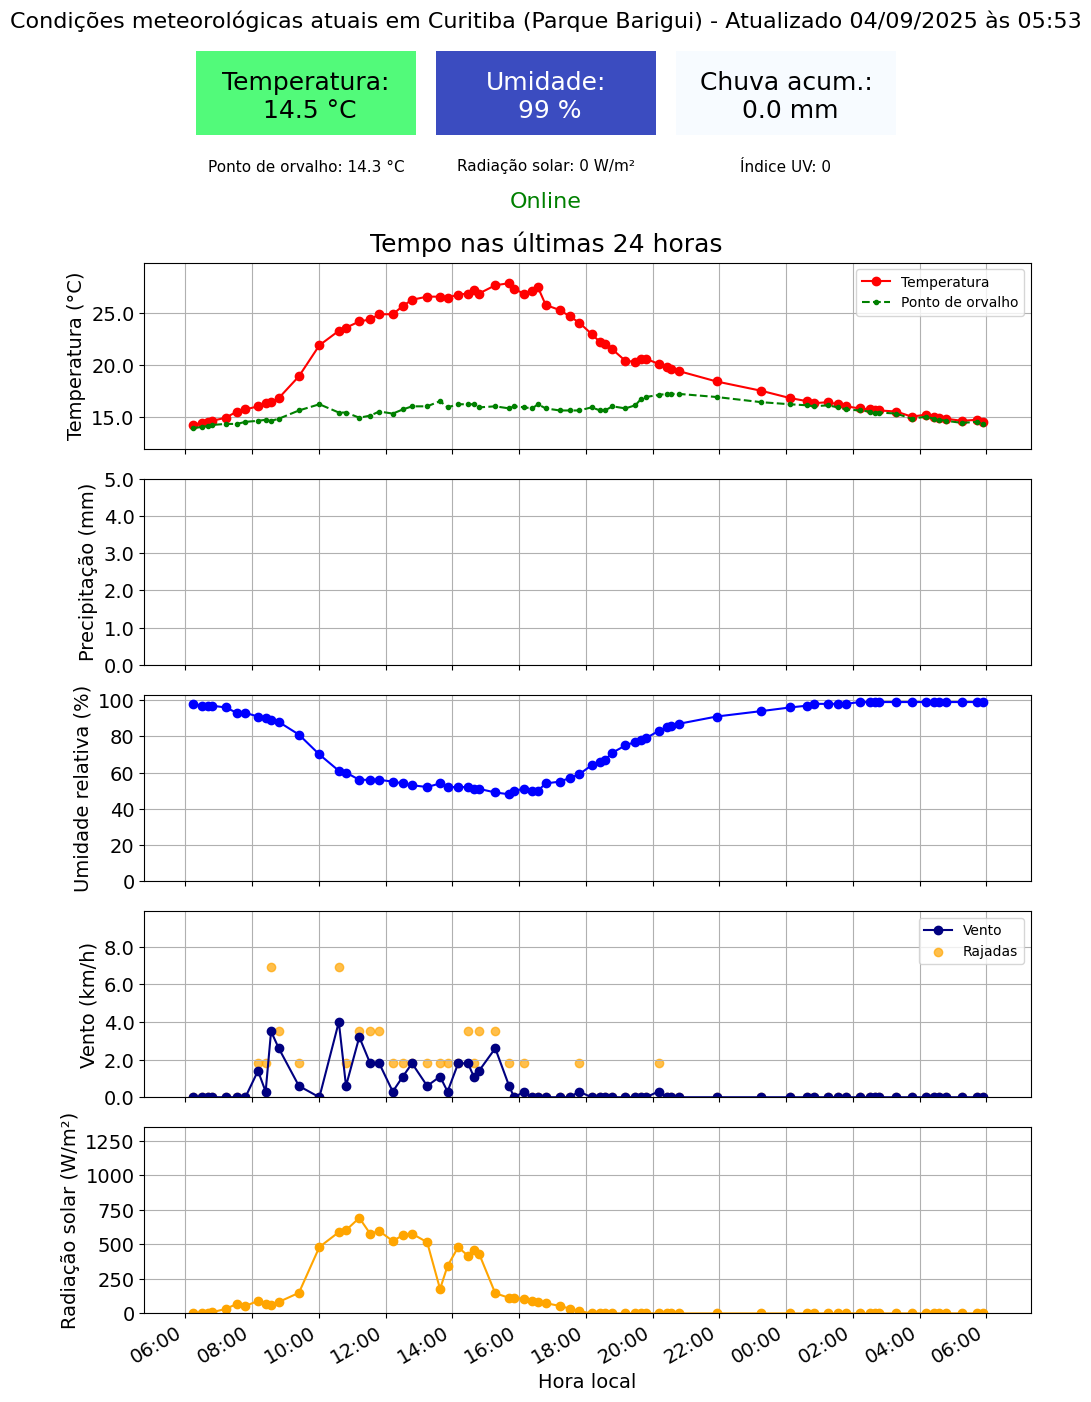 Condições meteorológicas atuais em Curitiba (Parque Barigui) - Atualizado 04/09/2025 às 05:53
Temperatura:
14.5 °C
Umidade:
99 %
Chuva acum.:
0.0 mm
Ponto de orvalho: 14.3 °C
Radiação solar: 0 W/m²
Índice UV: 0
Online
Tempo nas últimas 24 horas
Temperatura (°C)
25.0
20.0
15.0
Temperatura
Ponto de orvalho
Precipitação (mm)
5.0
4.0
3.0
2.0
1.0
0.0
Umidade relativa (%)
100
80
60
40
20
0
Vento (km/h)
8.0
6.0
4.0
2.0
0.0
Vento
Rajadas
Radiação solar (W/m²)
1250
1000
750
500
250
0
06:00
08:00
10:00
12:00
14:00
16:00
18:00
20:00
22:00
00:00
02:00
04:00
06:00
Hora local